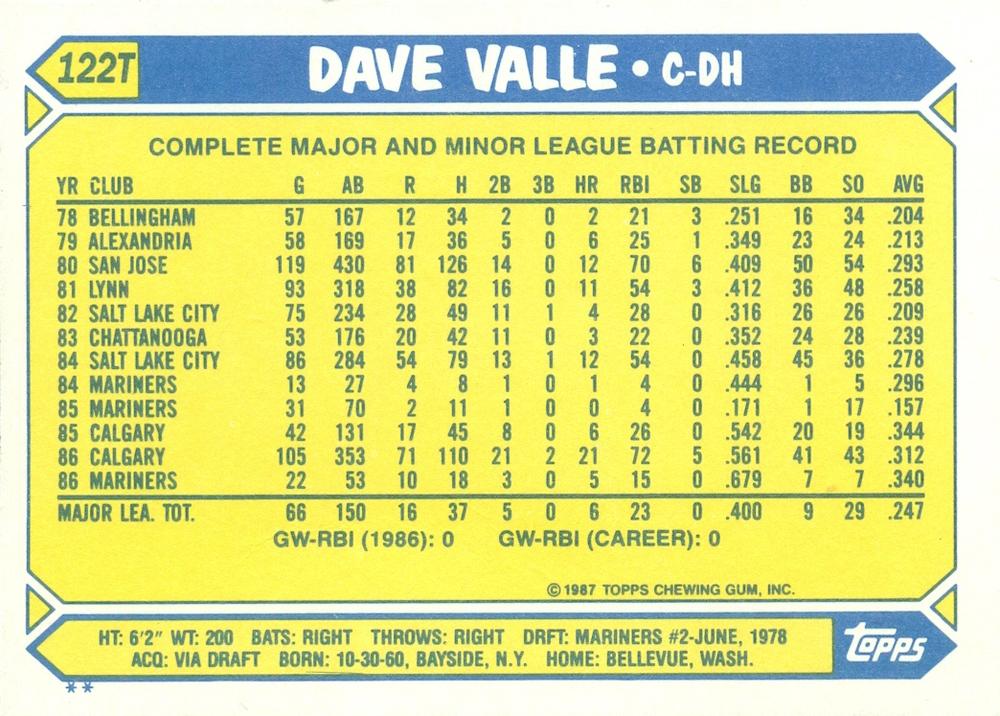 122T DAVE VALLE • C-DH
COMPLETE MAJOR AND MINOR LEAGUE BATTING RECORD
YR CLUB G AB R H 2B 3B HR RBI SB SLG BB SO AVG
78 BELLINGHAM 57 167 12 34 2 0 2 21 3 .251 16 34 .204
79 ALEXANDRIA 58 169 17 36 5 0 6 25 1 .349 23 24 .213
80 SAN JOSE 119 430 81 126 14 0 12 70 6 .409 50 54 .293
81 LYNN 93 318 38 82 16 0 11 54 3 .412 36 48 .258
82 SALT LAKE CITY 75 234 28 49 11 1 4 28 0 .316 26 26 .209
83 CHATTANOOGA 53 176 20 42 11 0 3 22 0 .352 24 28 .239
84 SALT LAKE CITY 86 284 54 79 13 1 12 54 0 .458 45 36 .278
84 MARINERS 13 27 4 8 1 0 1 4 0 .444 1 5 .296
85 MARINERS 31 70 2 11 1 0 0 4 0 .171 1 17 .157
85 CALGARY 42 131 17 45 8 0 6 26 0 .542 20 19 .344
86 CALGARY 105 353 71 110 21 2 21 72 5 .561 41 43 .312
86 MARINERS 22 53 10 18 3 0 5 15 0 .679 7 7 .340
MAJOR LEA. TOT. 66 150 16 37 5 0 6 23 0 .400 9 29 .247
GW-RBI (1986): 0 GW-RBI (CAREER): 0
© 1987 TOPPS CHEWING GUM, INC.
HT: 6'2" WT: 200 BATS: RIGHT THROWS: RIGHT DRFT: MARINERS #2-JUNE, 1978
ACQ: VIA DRAFT BORN: 10-30-60, BAYSIDE, N.Y. HOME: BELLEVUE, WASH.
topps
**